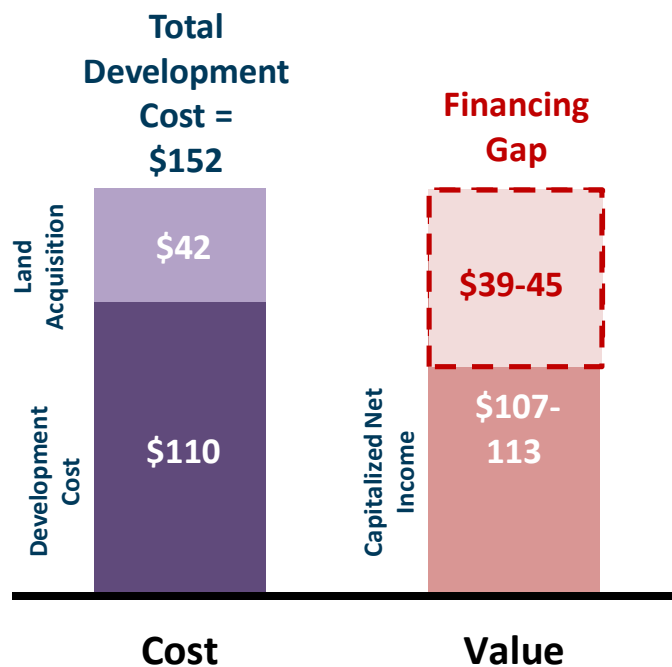 Total
Development
Cost =
$152
Financing
Gap
Land
Acquisition
$42
$39-45
Development
Cost
$110
Capitalized Net
Income
$107-
113
Cost
Value